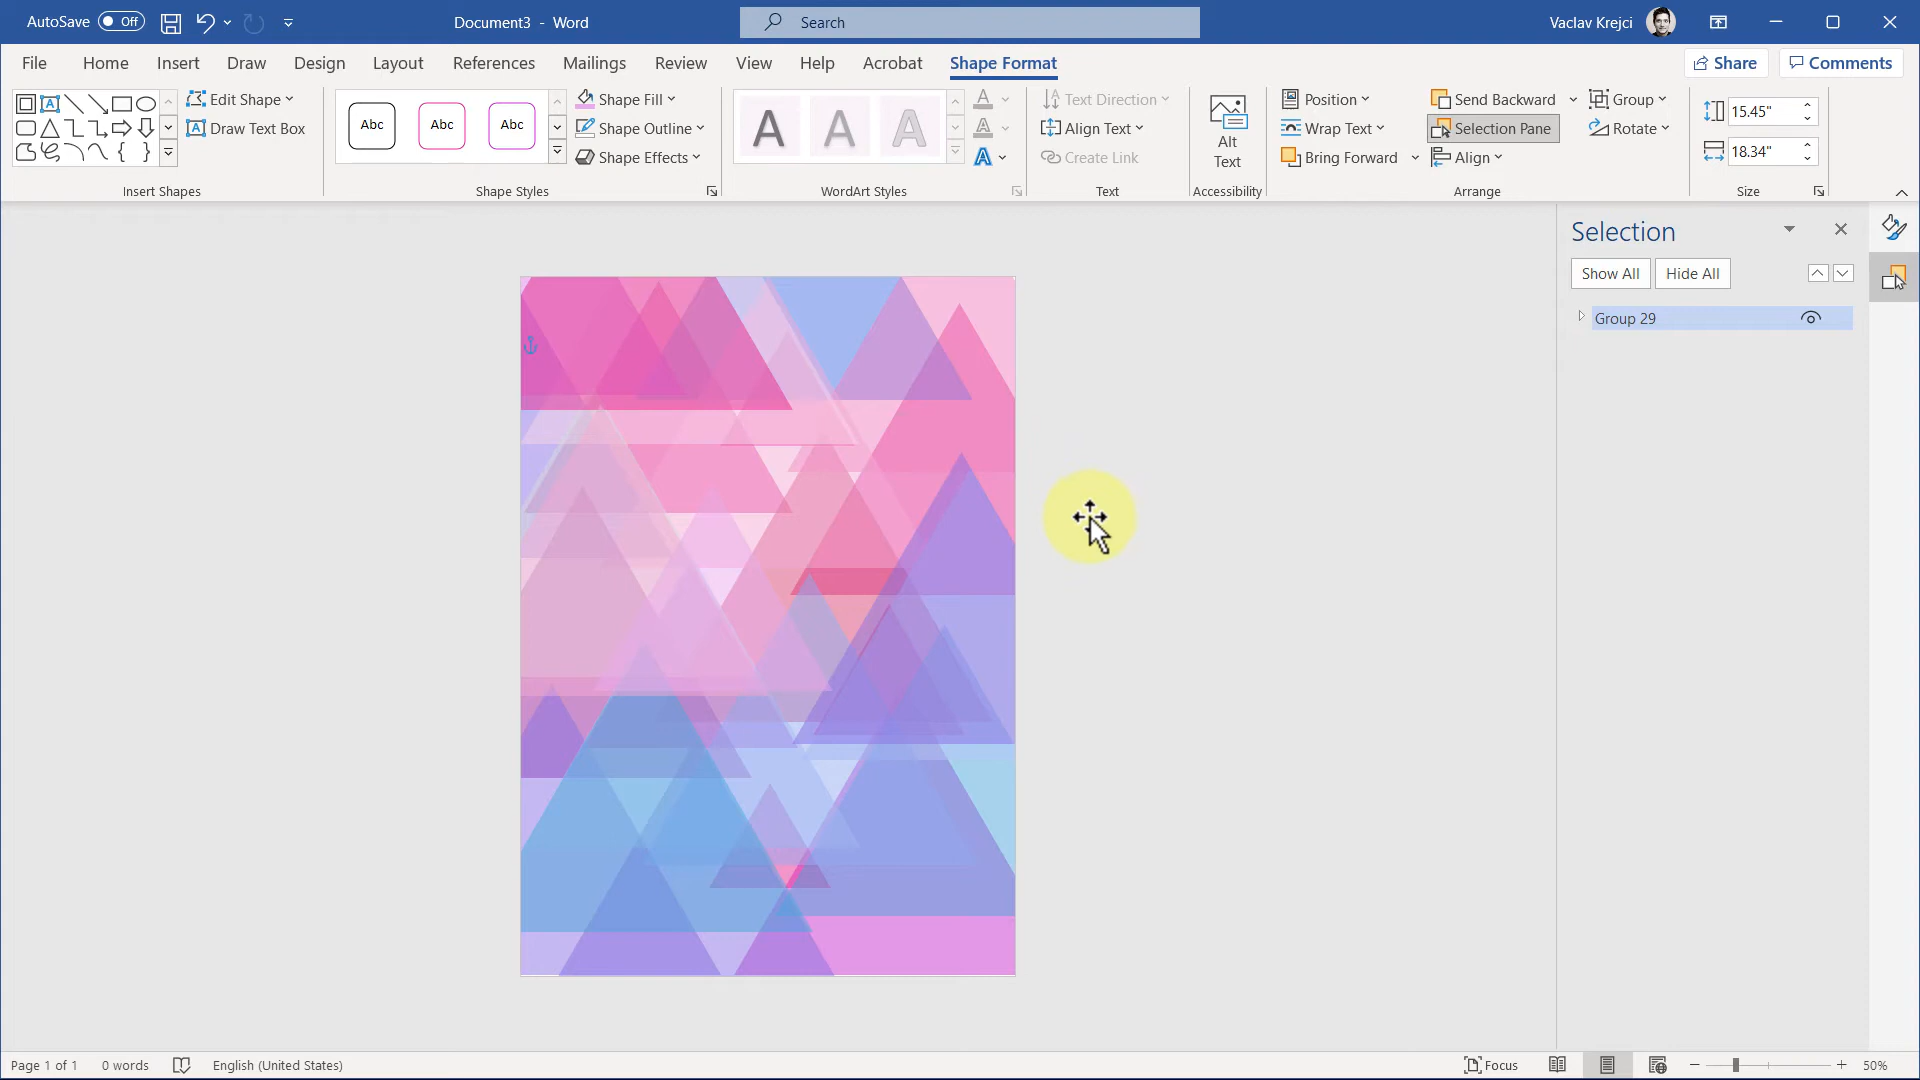 AutoSave Off
Document3 - Word
Search
Vaclav Krejci
File Home Insert Draw Design Layout References Mailings Review View Help Acrobat Shape Format
Share
Comments
Edit Shape
Draw Text Box
Insert Shapes
Abc Abc Abc
Shape Fill
Shape Outline
Shape Effects
Shape Styles
A A A
WordArt Styles
Text Direction
Align Text
Create Link
Text
Alt
Text
Accessibility
Position
Wrap Text
Bring Forward
Send Backward
Selection Pane
Align
Group
Rotate
Arrange
15.45"
18.34"
Size
Selection
Show All
Hide All
Group 29
Page 1 of 1
0 words
English (United States)
Focus
50%